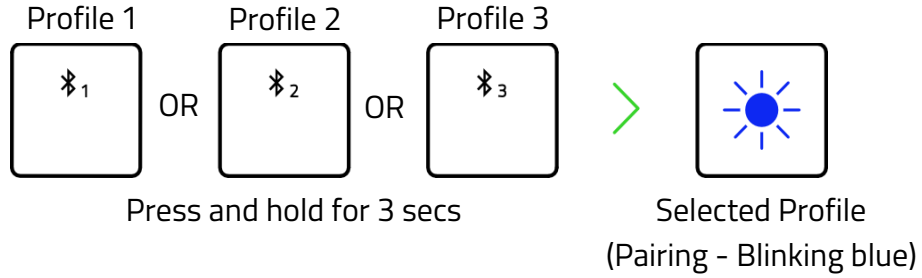 Profile 1 Profile 2 Profile 3
1 OR 2 OR 3
Press and hold for 3 secs
Selected Profile
(Pairing - Blinking blue)